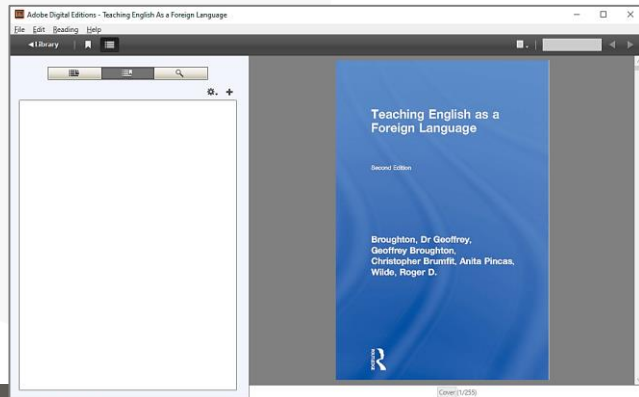 Adobe Digital Editions - Teaching English As a Foreign Language
File Edit Reading Help
Library
Teaching English as a
Foreign Language
Second Edition
Broughton, Dr Geoffrey,
Geoffrey Broughton,
Christopher Brumfit, Anita Pincas,
Wilde, Roger D.
Cover (1/255)